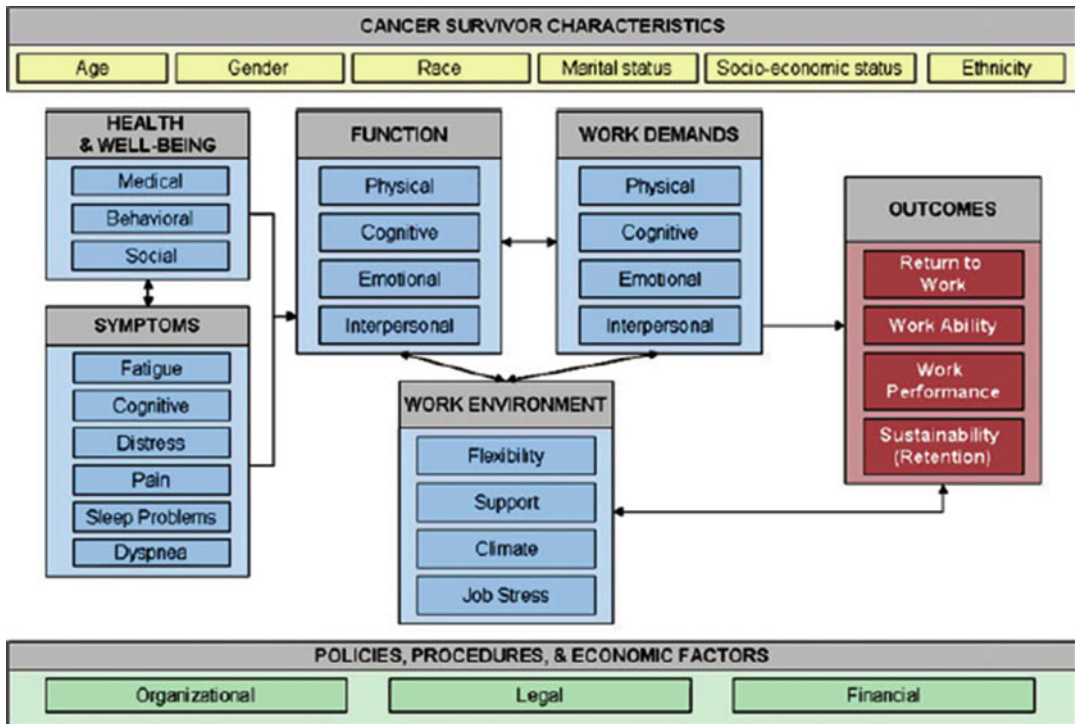 CANCER SURVIVOR CHARACTERISTICS
Age
Gender
Race
Marital status
Socio-economic status
Ethnicity
HEALTH
& WELL-BEING
Medical
Behavioral
Social
SYMPTOMS
Fatigue
Cognitive
Distress
Pain
Sleep Problems
Dyspnea
FUNCTION
Physical
Cognitive
Emotional
Interpersonal
WORK DEMANDS
Physical
Cognitive
Emotional
Interpersonal
WORK ENVIRONMENT
Flexibility
Support
Climate
Job Stress
OUTCOMES
Return to
Work
Work Ability
Work
Performance
Sustainability
(Retention)
POLICIES, PROCEDURES, & ECONOMIC FACTORS
Organizational
Legal
Financial